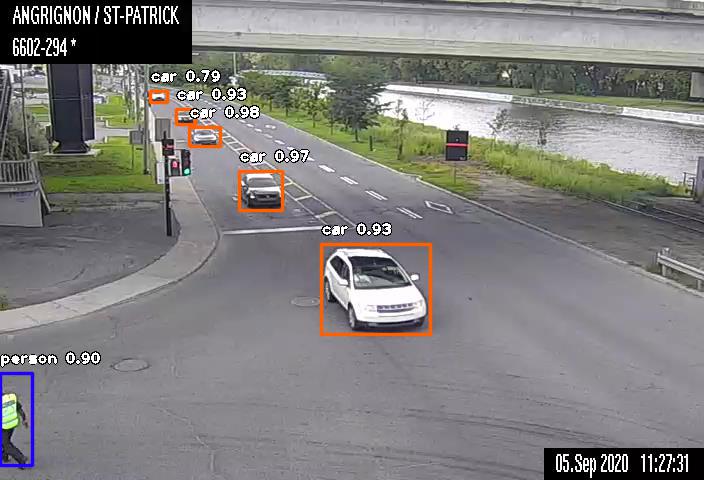 ANGRIGNON / ST-PATRICK
6602-294 *
car 0.79
car 0.93
car 0.98
car 0.97
car 0.93
person 0.90
05.Sep 2020 11:27:31